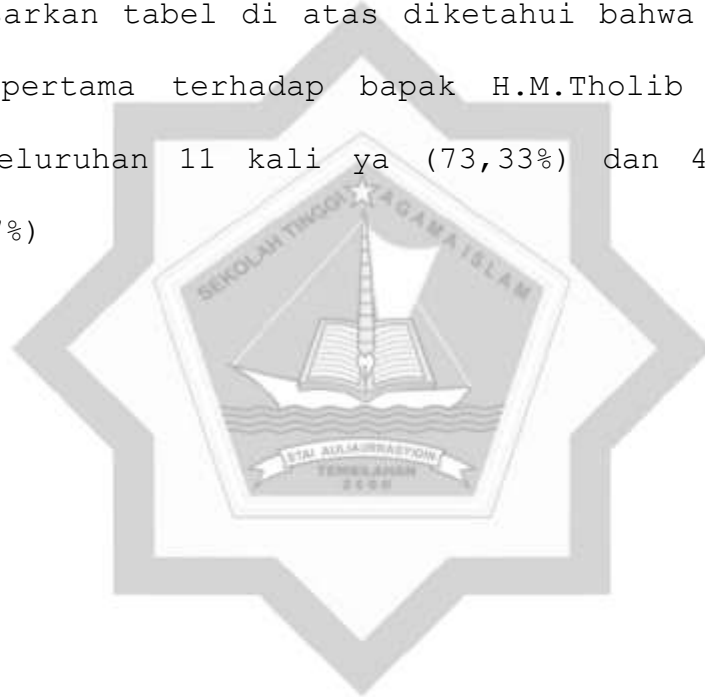 arkan tabel di atas diketahui bahwa
pertama terhadap bapak H.M.Tholib
eluruhan 11 kali ya (73,33%) dan 4
%)
SEKOLAH TINGGI AGAMA ISLAM
STAI AULIAURRASYIDIN
TEMBILAHAN